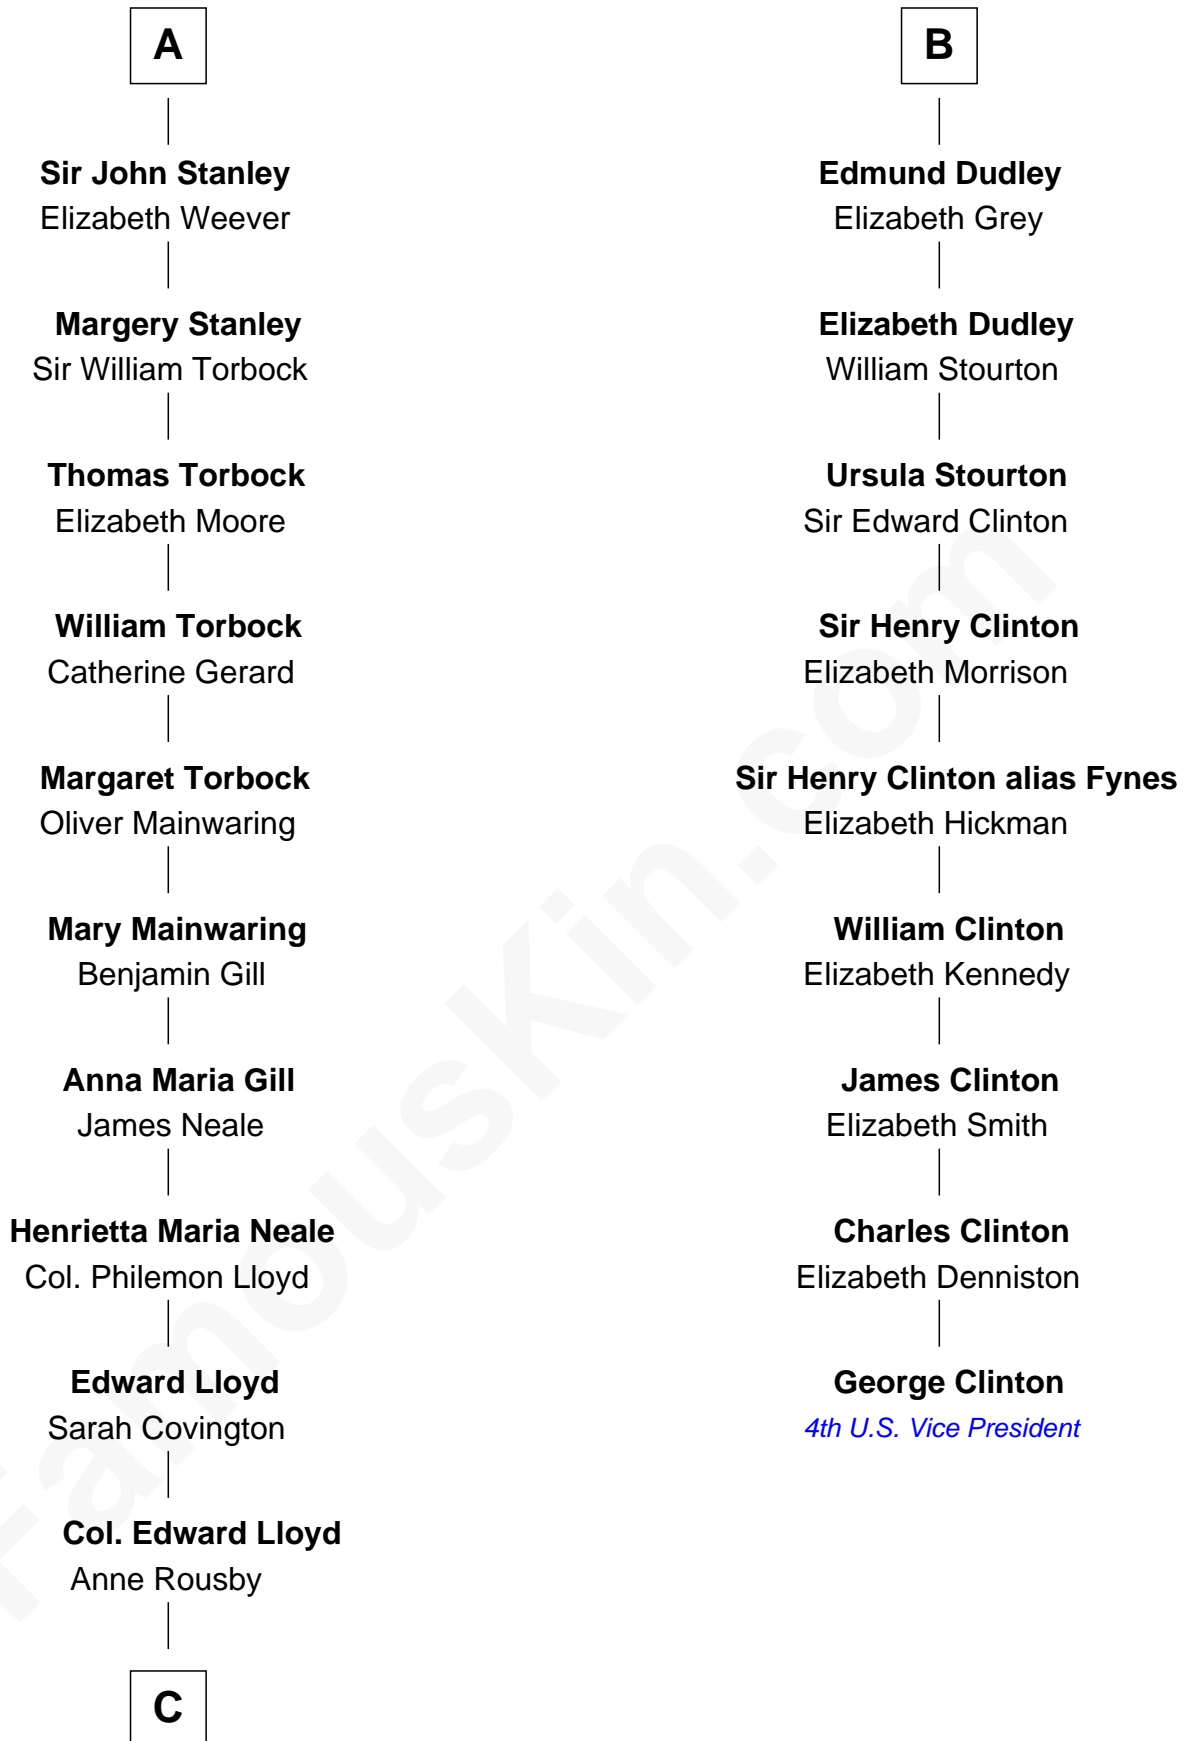 A
Sir John Stanley
Elizabeth Weever
Margery Stanley
Sir William Torbock
Thomas Torbock
Elizabeth Moore
William Torbock
Catherine Gerard
Margaret Torbock
Oliver Mainwaring
Mary Mainwaring
Benjamin Gill
Anna Maria Gill
James Neale
Henrietta Maria Neale
Col. Philemon Lloyd
Edward Lloyd
Sarah Covington
Col. Edward Lloyd
Anne Rousby
C
B
Edmund Dudley
Elizabeth Grey
Elizabeth Dudley
William Stourton
Ursula Stourton
Sir Edward Clinton
Sir Henry Clinton
Elizabeth Morrison
Sir Henry Clinton alias Fynes
Elizabeth Hickman
William Clinton
Elizabeth Kennedy
James Clinton
Elizabeth Smith
Charles Clinton
Elizabeth Denniston
George Clinton
4th U.S. Vice President
FamousKin.com